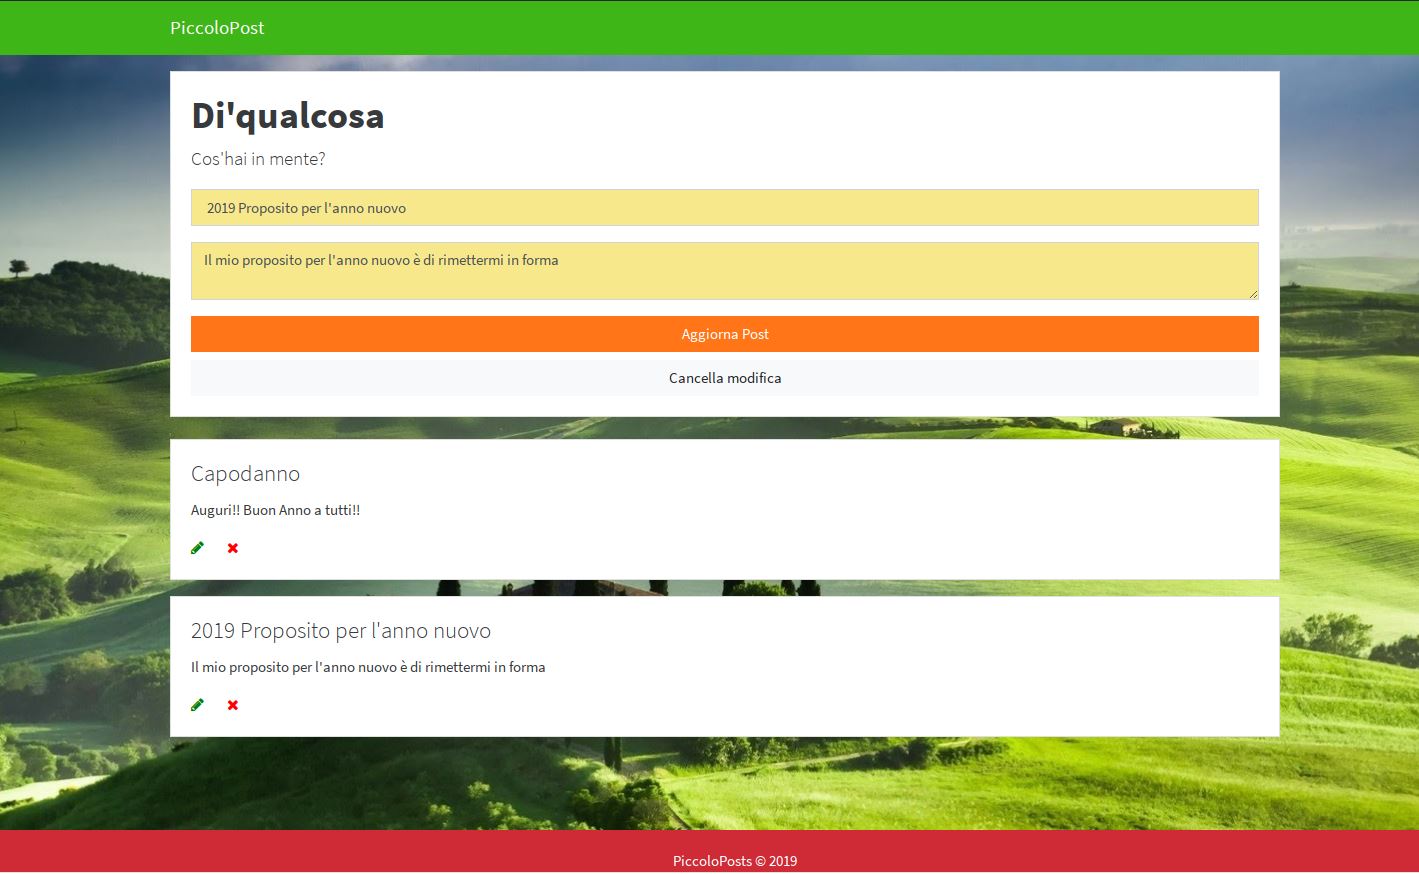 PiccoloPost
Di'qualcosa
Cos'hai in mente?
2019 Proposito per l'anno nuovo
Il mio proposito per l'anno nuovo è di rimettermi in forma
Aggiorna Post
Cancella modifica
Capodanno
Auguri!! Buon Anno a tutti!!
2019 Proposito per l'anno nuovo
Il mio proposito per l'anno nuovo è di rimettermi in forma
PiccoloPosts © 2019